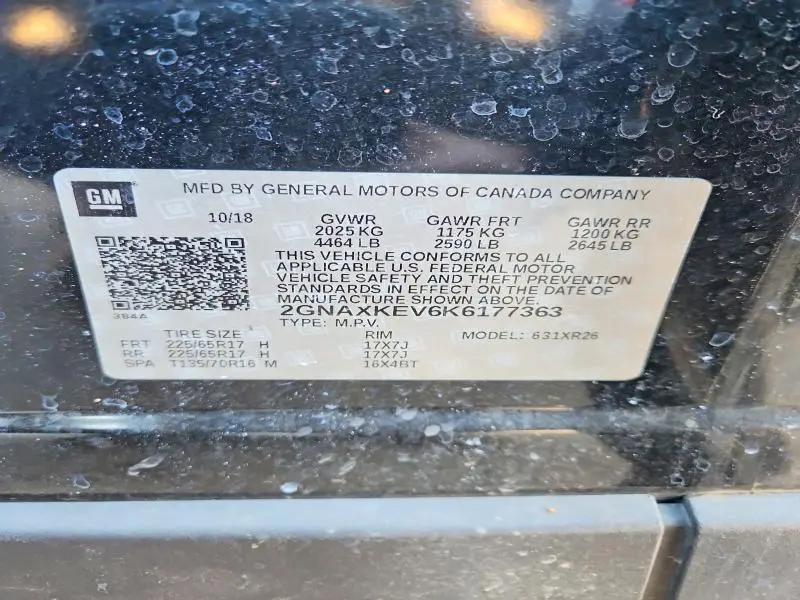 GM
MFD BY GENERAL MOTORS OF CANADA COMPANY
10/18 GVWR GAWR FRT GAWR RR
2025 KG 1175 KG 1200 KG
4464 LB 2590 LB 2645 LB
THIS VEHICLE CONFORMS TO ALL
APPLICABLE U.S. FEDERAL MOTOR
VEHICLE SAFETY AND THEFT PREVENTION
STANDARDS IN EFFECT ON THE DATE OF
MANUFACTURE SHOWN ABOVE.
384A 2GNAXKEV6K6177363
TYPE: M.P.V.
TIRE SIZE RIM MODEL: 631XR26
FRT 225/65R17 H 17X7J
RR 225/65R17 H 17X7J
SPA T135/70R16 M 16X4BT